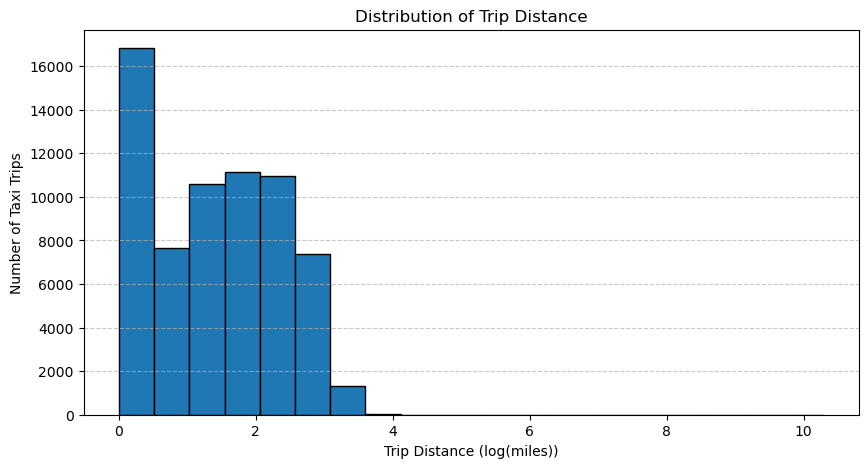 Distribution of Trip Distance
Number of Taxi Trips
16000
14000
12000
10000
8000
6000
4000
2000
0
0 2 4 6 8 10
Trip Distance (log(miles))